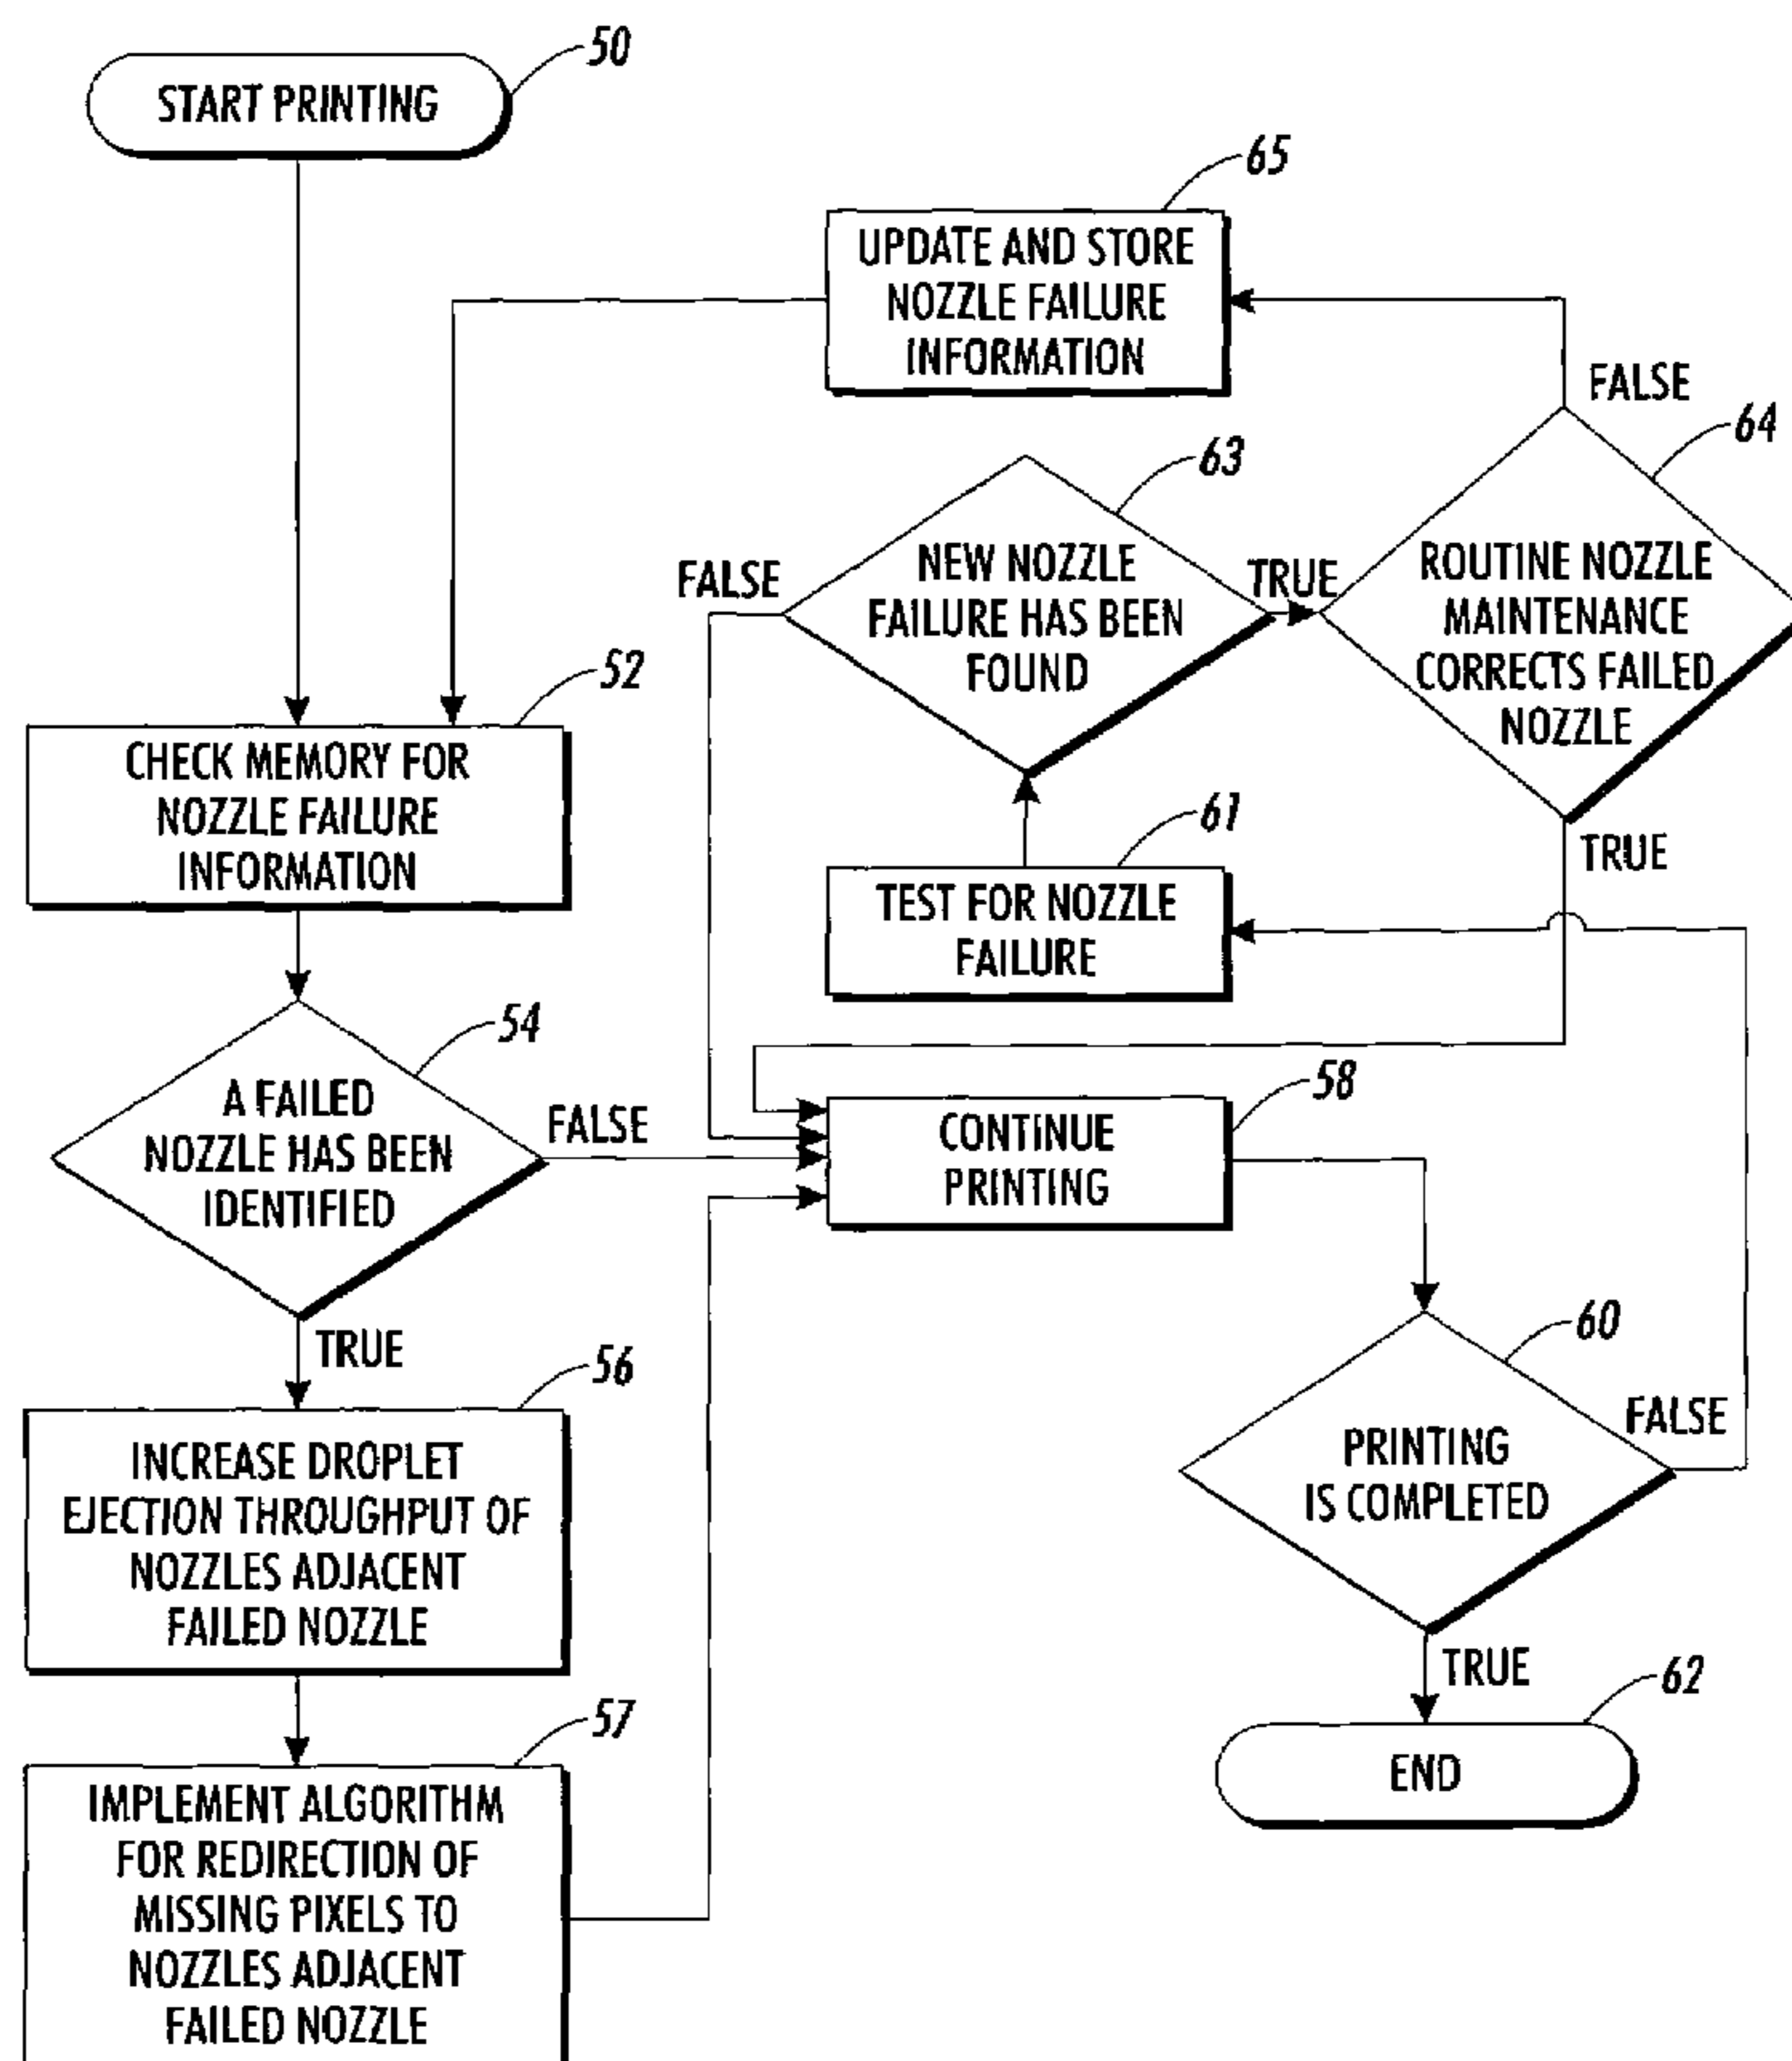 50
START PRINTING
65
UPDATE AND STORE
NOZZLE FAILURE
INFORMATION
FALSE
64
63
NEW NOZZLE
FAILURE HAS BEEN
FOUND
FALSE
TRUE
ROUTINE NOZZLE
MAINTENANCE
CORRECTS FAILED
NOZZLE
TRUE
52
CHECK MEMORY FOR
NOZZLE FAILURE
INFORMATION
61
TEST FOR NOZZLE
FAILURE
54
A FAILED
NOZZLE HAS BEEN
IDENTIFIED
FALSE
TRUE
58
CONTINUE
PRINTING
60
PRINTING
IS COMPLETED
FALSE
TRUE
56
INCREASE DROPLET
EJECTION THROUGHPUT OF
NOZZLES ADJACENT
FAILED NOZZLE
62
END
57
IMPLEMENT ALGORITHM
FOR REDIRECTION OF
MISSING PIXELS TO
NOZZLES ADJACENT
FAILED NOZZLE